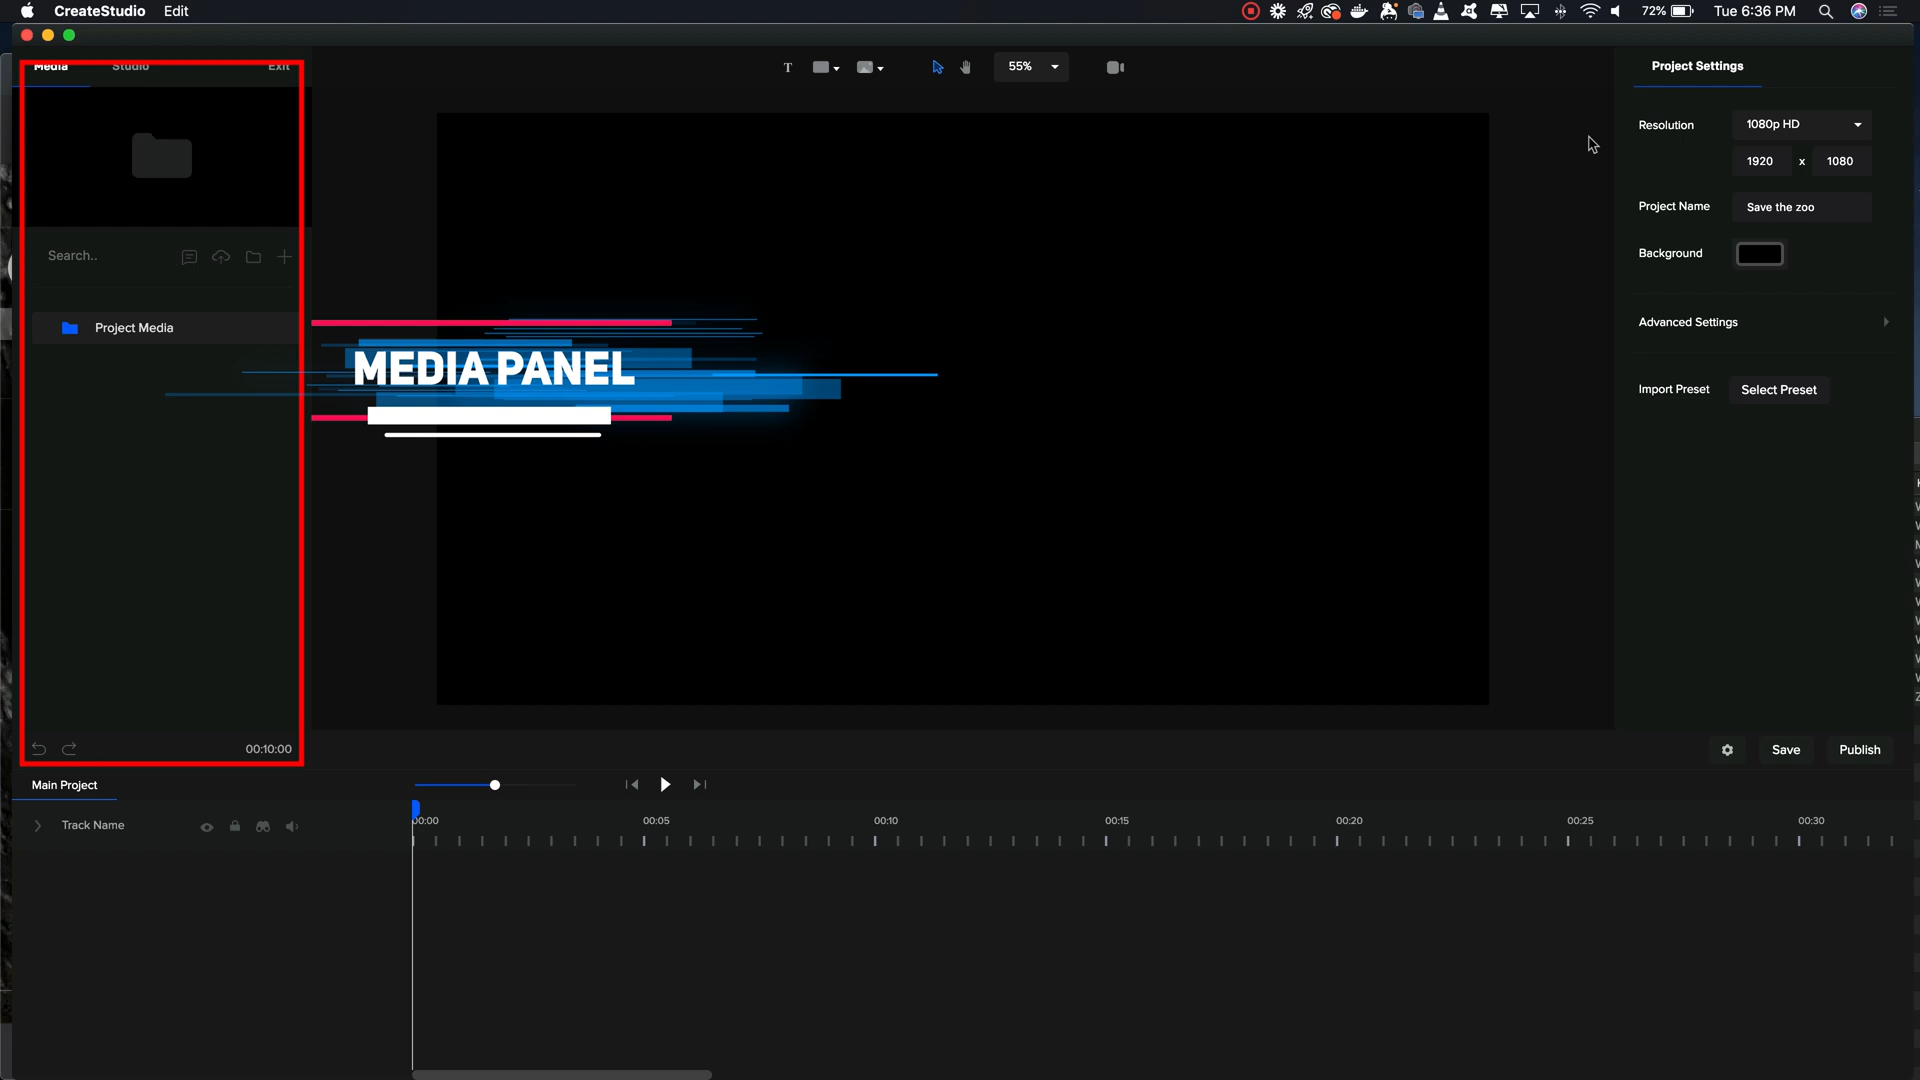 CreateStudio Edit
72% Tue 6:36 PM
Media Studio Exit
T 55%
Project Settings
Resolution 1080p HD
1920 x 1080
Project Name Save the zoo
Background
Search..
Project Media
Advanced Settings
MEDIA PANEL
Import Preset Select Preset
00:10:00
Save Publish
Main Project
Track Name
00:00 00:05 00:10 00:15 00:20 00:25 00:30